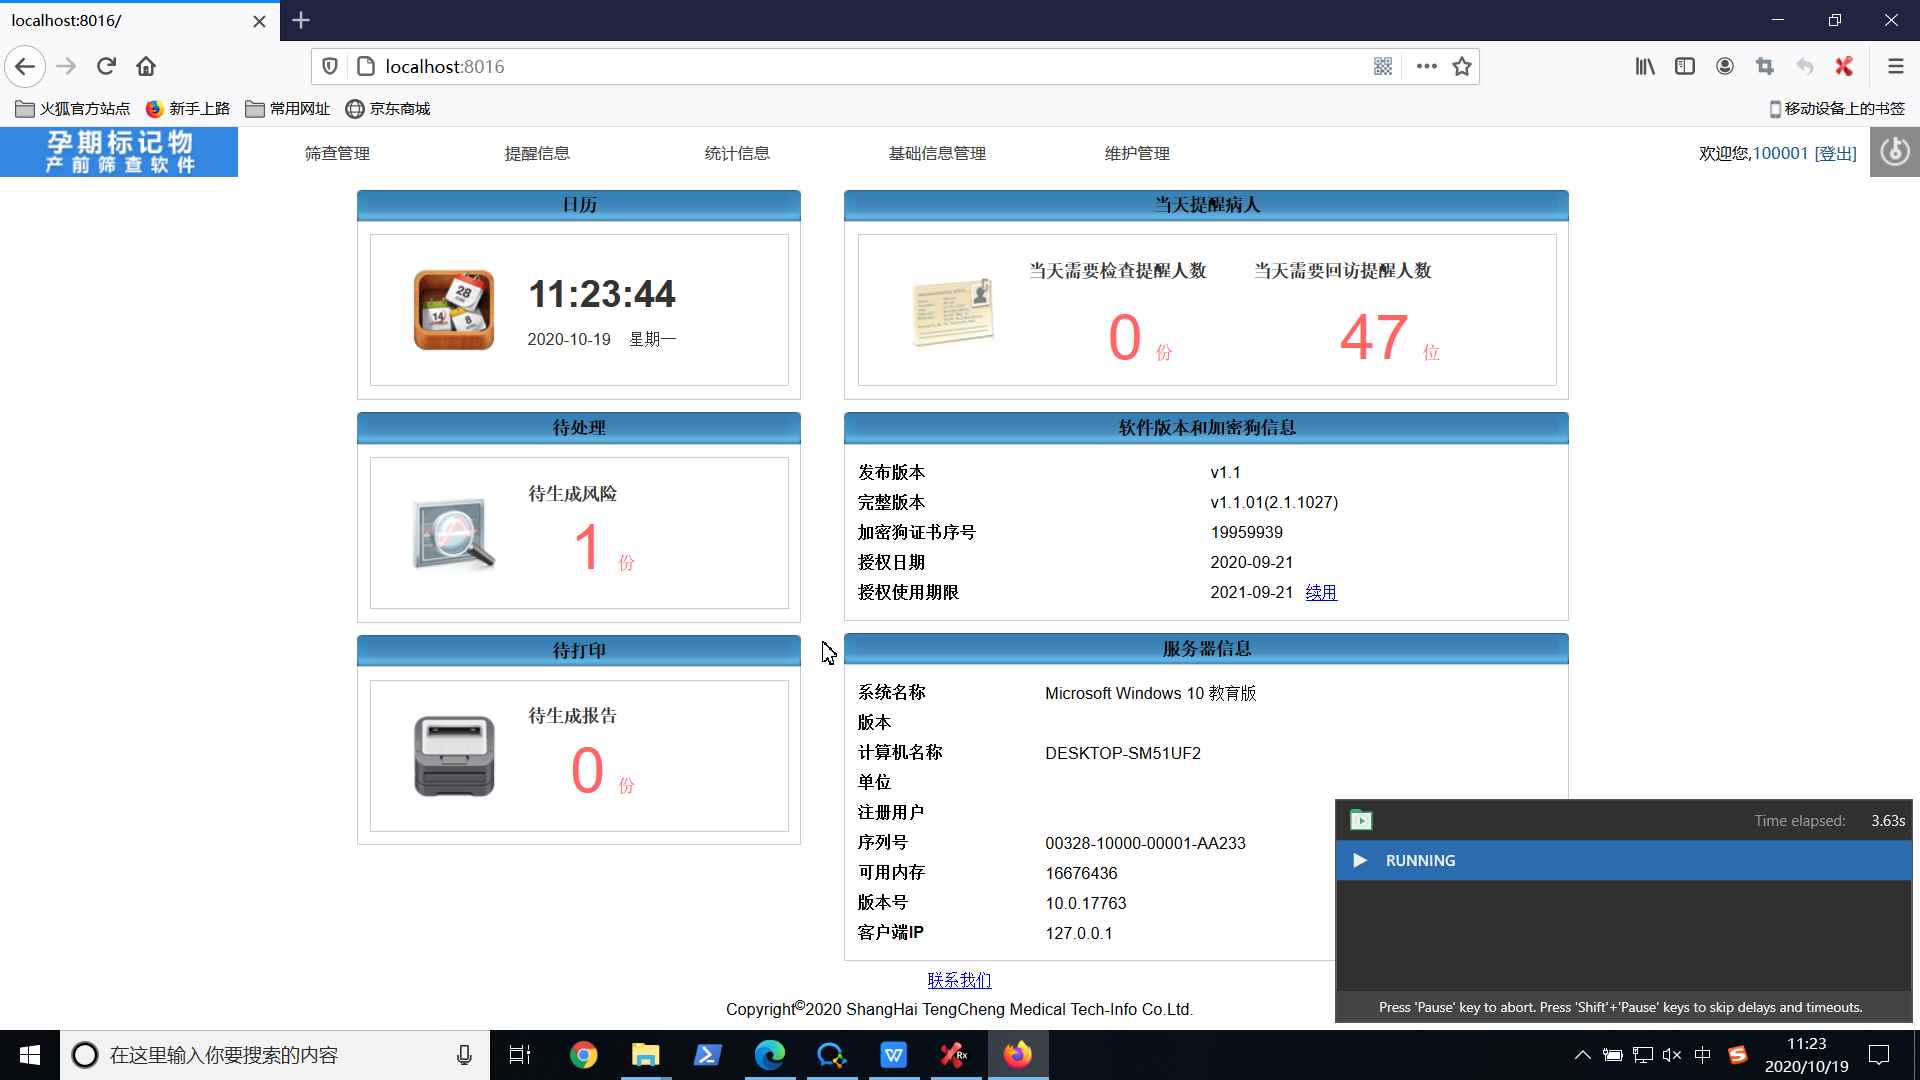 localhost:8016/
localhost:8016
火狐官方站点
新手上路
常用网址
京东商城
移动设备上的书签
孕期标记物
产前筛查软件
筛查管理
提醒信息
统计信息
基础信息管理
维护管理
欢迎您,100001 [登出]
日历
28
14
8
11:23:44
2020-10-19 星期一
当天提醒病人
当天需要检查提醒人数
当天需要回访提醒人数
0 份
47 位
待处理
待生成风险
1 份
软件版本和加密狗信息
发布版本 v1.1
完整版本 v1.1.01(2.1.1027)
加密狗证书序号 19959939
授权日期 2020-09-21
授权使用期限 2021-09-21 续用
待打印
待生成报告
0 份
服务器信息
系统名称 Microsoft Windows 10 教育版
版本
计算机名称 DESKTOP-SM51UF2
单位
注册用户
序列号 00328-10000-00001-AA233
可用内存 16676436
版本号 10.0.17763
客户端IP 127.0.0.1
联系我们
Copyright©2020 ShangHai TengCheng Medical Tech-Info Co.Ltd.
Time elapsed: 3.63s
RUNNING
Press 'Pause' key to abort. Press 'Shift'+'Pause' keys to skip delays and timeouts.
在这里输入你要搜索的内容
Rx
中
11:23
2020/10/19